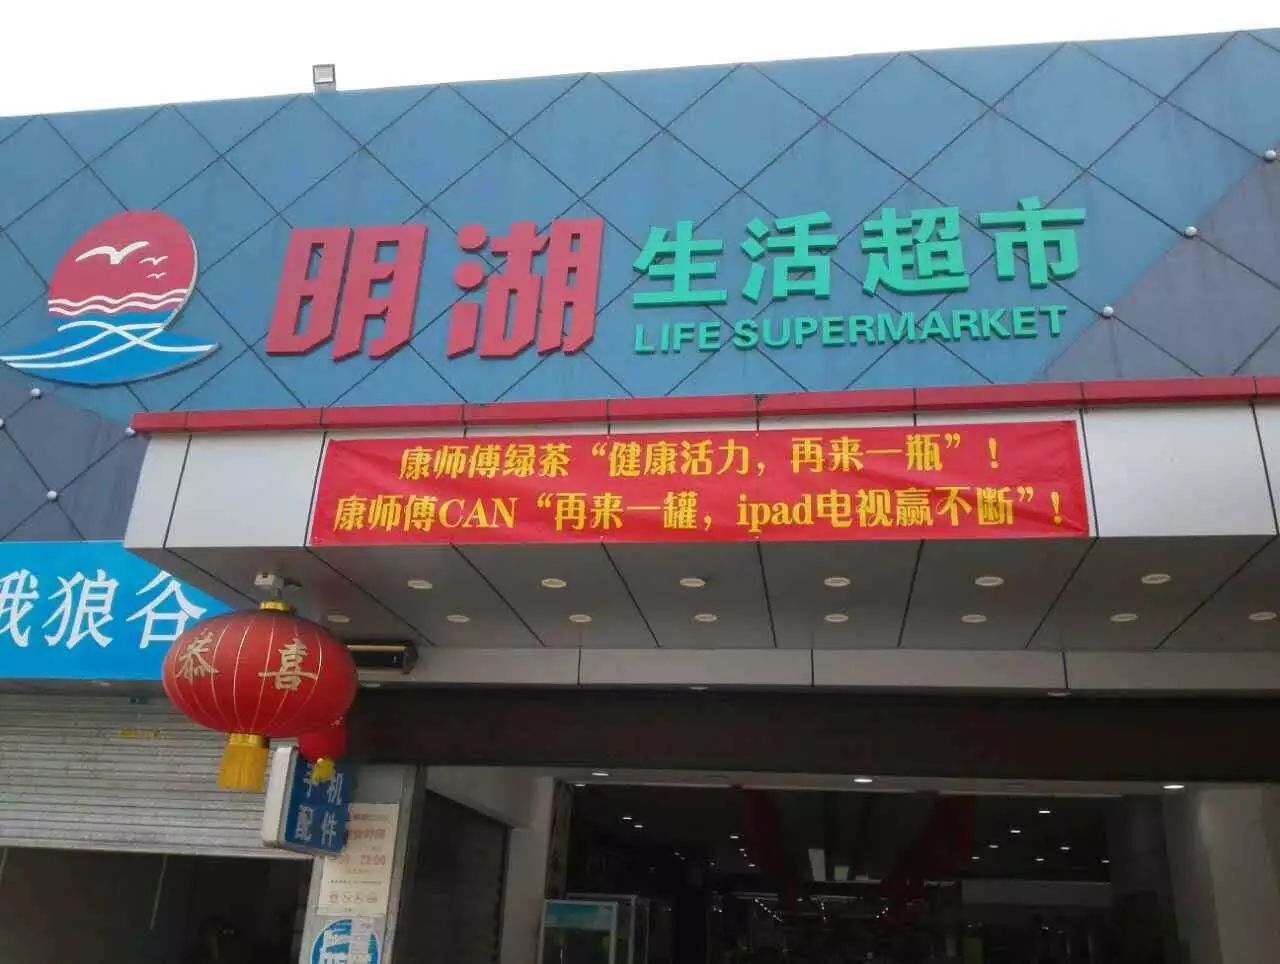 明湖 生活超市
LIFE SUPERMARKET
康师傅绿茶“健康活力，再来一瓶”！
康师傅CAN“再来一罐，ipad电视赢不断”！
狼谷
恭喜
手机
配件